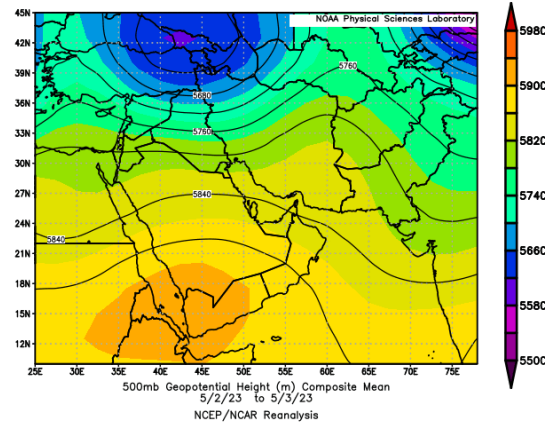 NOAA Physical Sciences Laboratory
45N
42N
39N
36N
33N
30N
27N
24N
21N
18N
15N
12N
5680
5760
5760
5840
5840
25E 30E 35E 40E 45E 50E 55E 60E 65E 70E 75E
5980
5900
5820
5740
5660
5580
5500
500mb Geopotential Height (m) Composite Mean
5/2/23 to 5/3/23
NCEP/NCAR Reanalysis